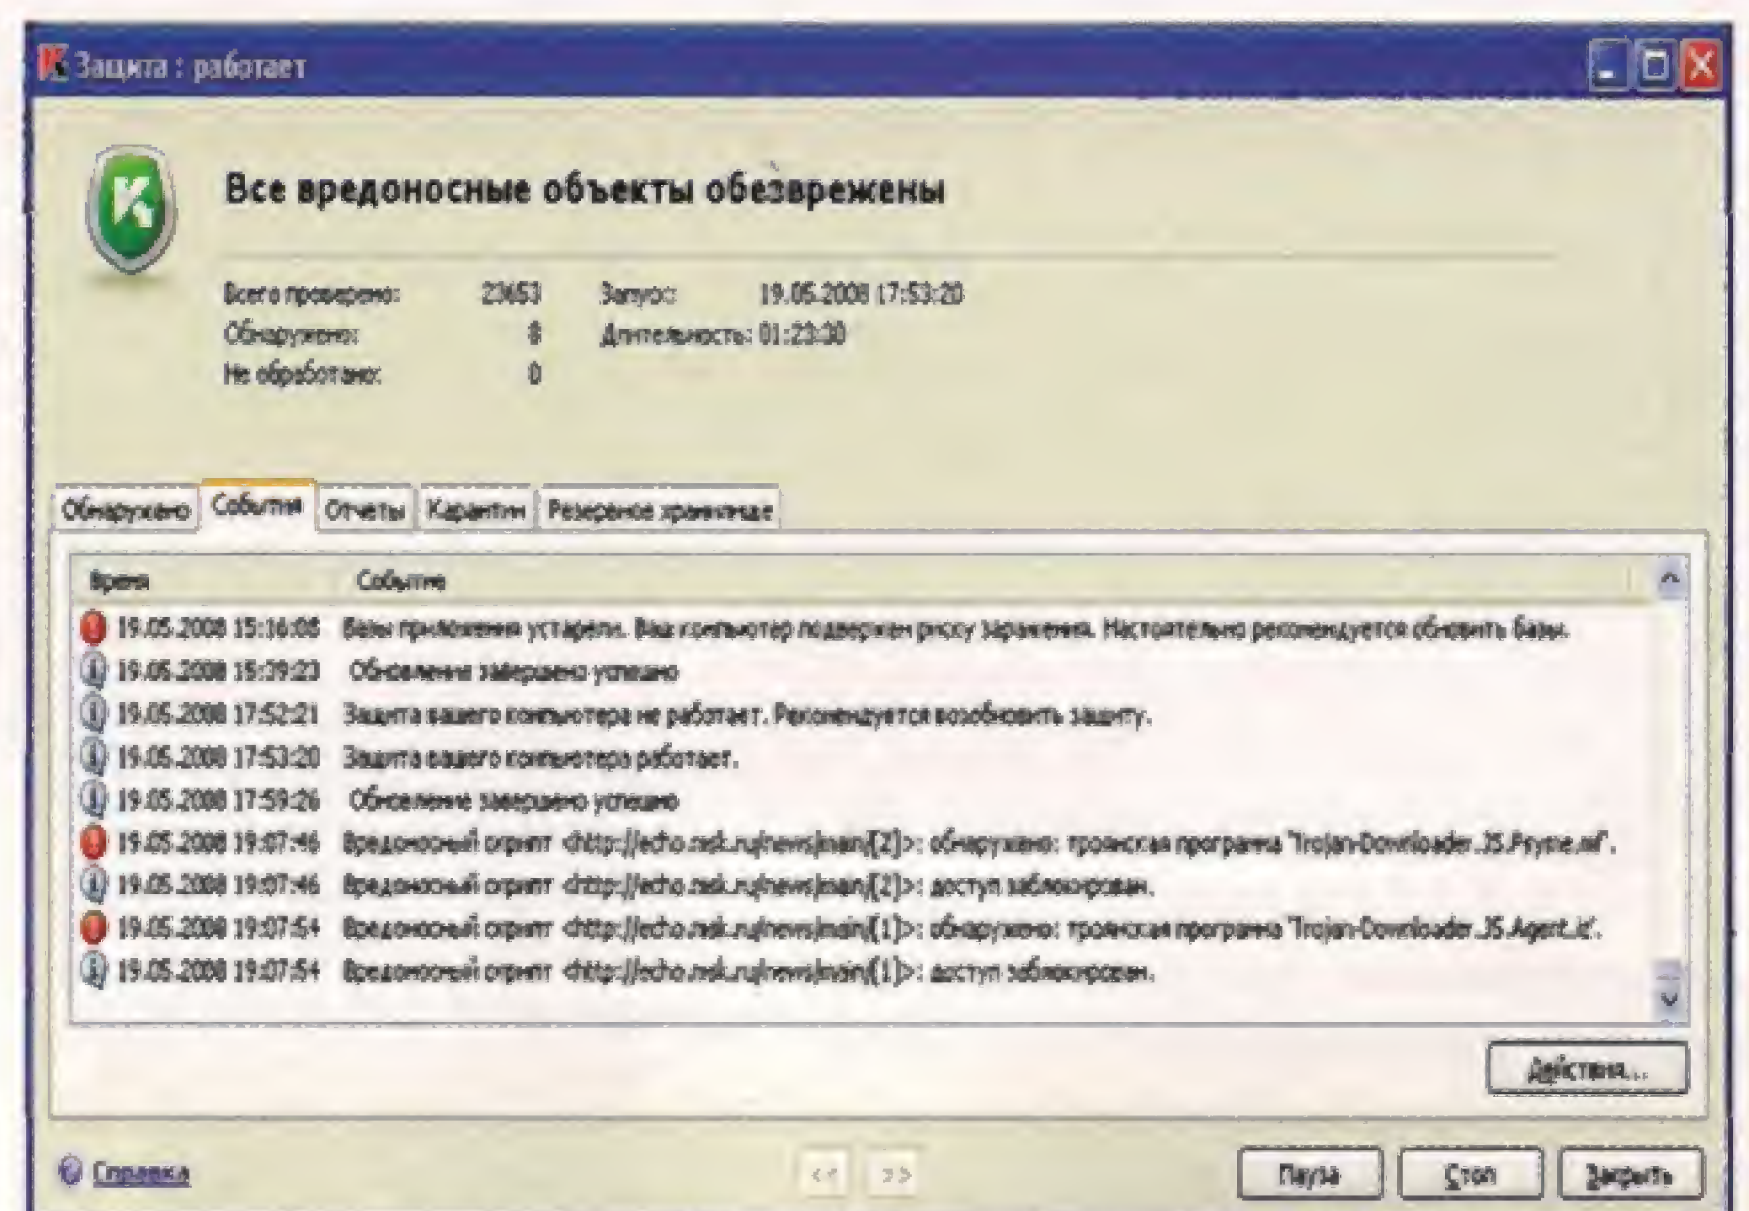 Защита : работает
Все вредоносные объекты обезврежены
Всего проверено: 23653 Запуск: 19.05.2008 17:53:20
Обнаружено: 8 Длительность: 01:23:30
Не обработано: 0
Обнаружено События Отчеты Карантин Резервное хранилище
Время Событие
19.05.2008 15:16:08 Базы приложения устарели. Ваш компьютер подвержен риску заражения. Настоятельно рекомендуется обновить базы.
19.05.2008 15:39:23 Обновление завершено успешно
19.05.2008 17:52:21 Защита вашего компьютера не работает. Рекомендуется возобновить защиту.
19.05.2008 17:53:20 Защита вашего компьютера работает.
19.05.2008 17:59:26 Обновление завершено успешно
19.05.2008 19:07:46 Вредоносный скрипт <http://echo.msk.ru/news/main/[2]>: обнаружено: троянская программа
19.05.2008 19:07:46 Вредоносный скрипт <http://echo.msk.ru/news/main/[2]>: доступ заблокирован.
19.05.2008 19:07:54 Вредоносный скрипт <http://echo.msk.ru/news/main/[1]>: обнаружено: троянская программа
19.05.2008 19:07:54 Вредоносный скрипт <http://echo.msk.ru/news/main/[1]>: доступ заблокирован.
Действия...
Справка << >> Пауза Стоп Закрыть